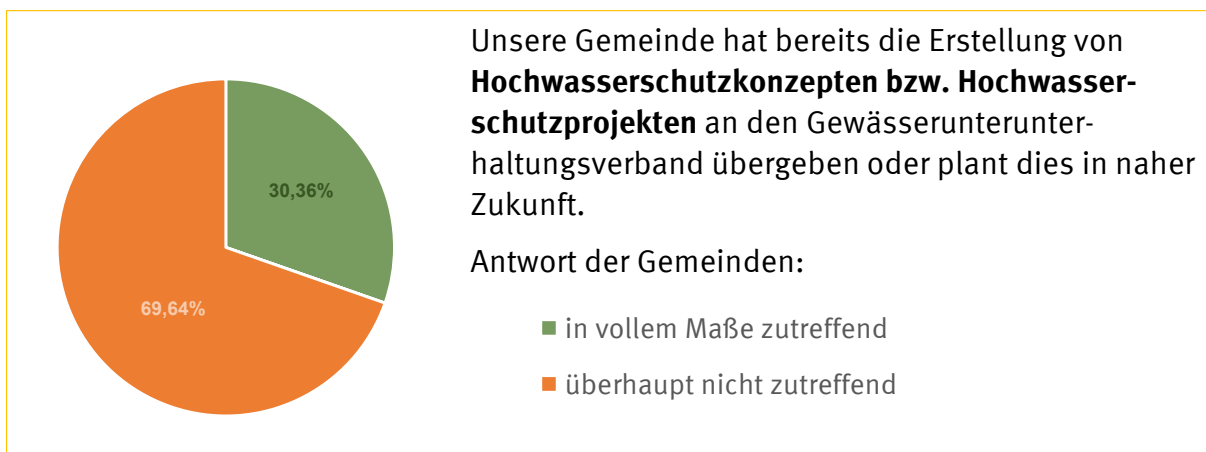 Unsere Gemeinde hat bereits die Erstellung von
Hochwasserschutzkonzepten bzw. Hochwasser-
schutzprojekten an den Gewässerunterunter-
haltungsverband übergeben oder plant dies in naher
Zukunft.
Antwort der Gemeinden:
in vollem Maße zutreffend
überhaupt nicht zutreffend
30,36%
69,64%